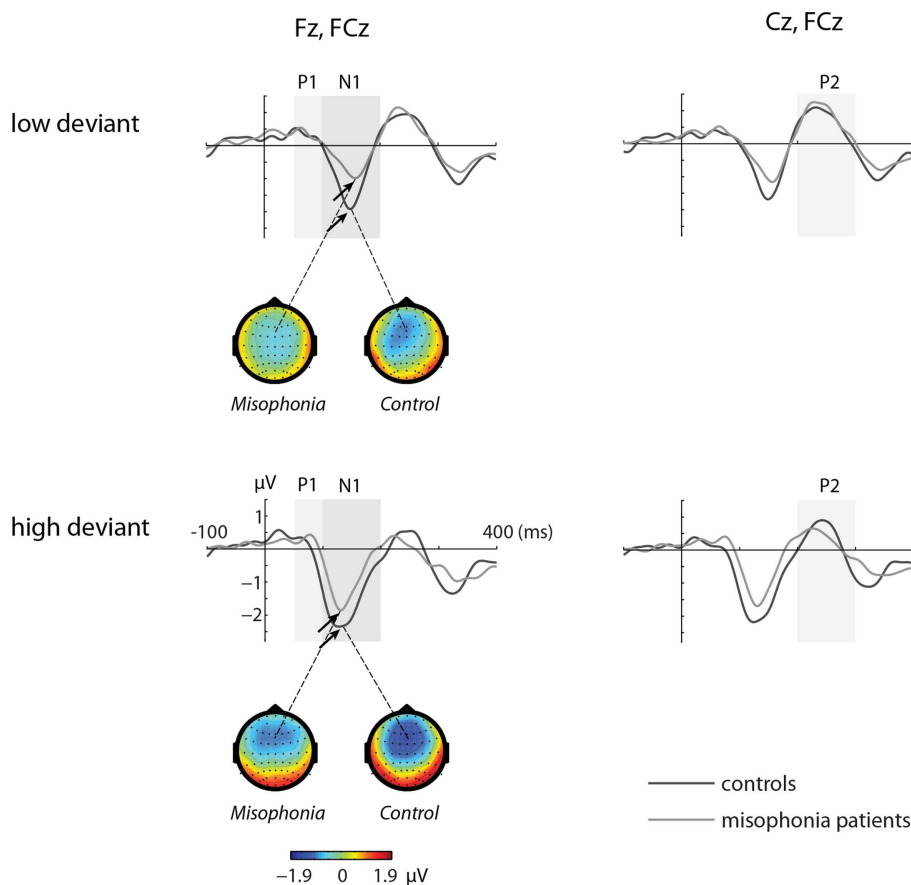 Fz, FCz
Cz, FCz
P1 N1
P2
low deviant
Misophonia Control
µV P1 N1
P2
high deviant
1
-100
400 (ms)
−1
−2
Misophonia Control
controls
misophonia patients
−1.9 0 1.9 µV